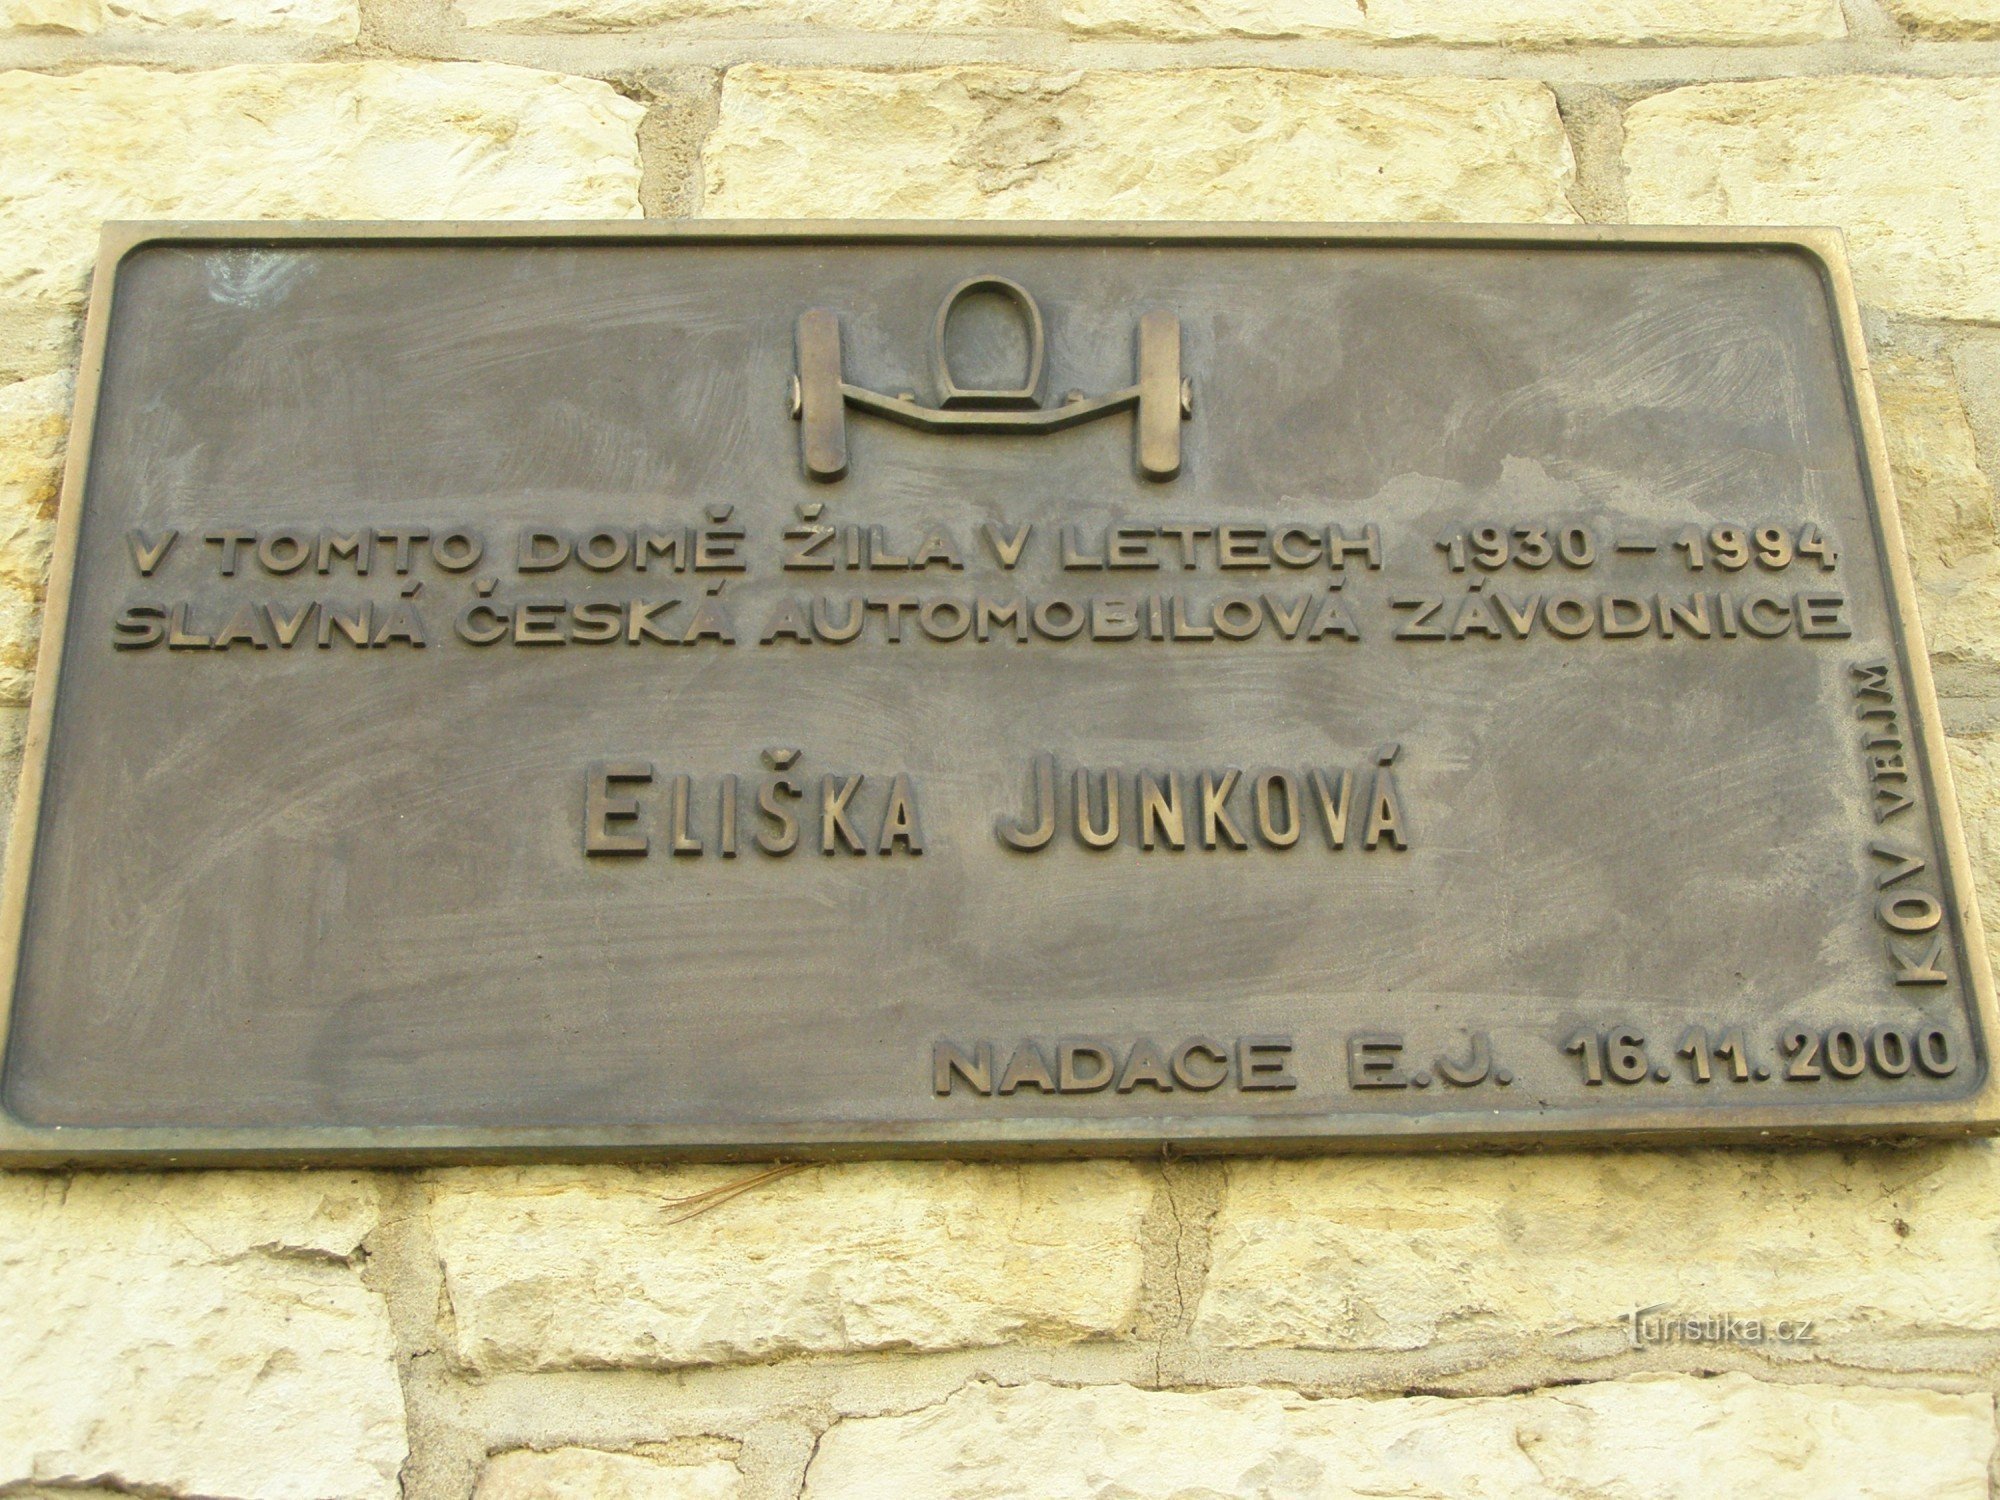 V TOMTO DOMĚ ŽILA V LETECH 1930 – 1994
SLAVNÁ ČESKÁ AUTOMOBILOVÁ ZÁVODNICE
ELIŠKA JUNKOVÁ
KOV VELIM
NADACE E.J. 16.11.2000
Turistika.cz